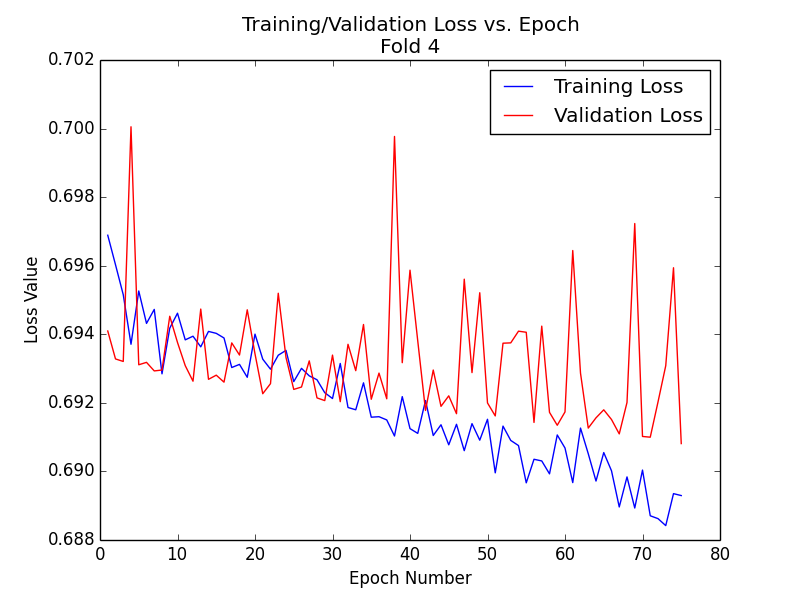 Training/Validation Loss vs. Epoch
Fold 4
0.702
0.700
0.698
0.696
0.694
0.692
0.690
0.688
Loss Value
Training Loss
Validation Loss
0 10 20 30 40 50 60 70 80
Epoch Number